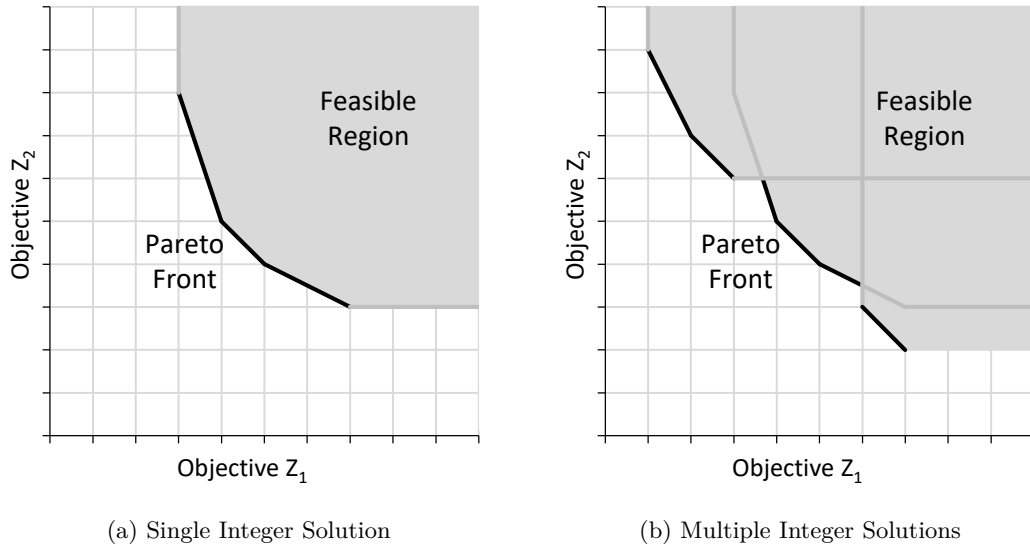 Feasible
Region
Pareto
Front
Objective Z2
Objective Z1
(a) Single Integer Solution
Feasible
Region
Pareto
Front
Objective Z2
Objective Z1
(b) Multiple Integer Solutions